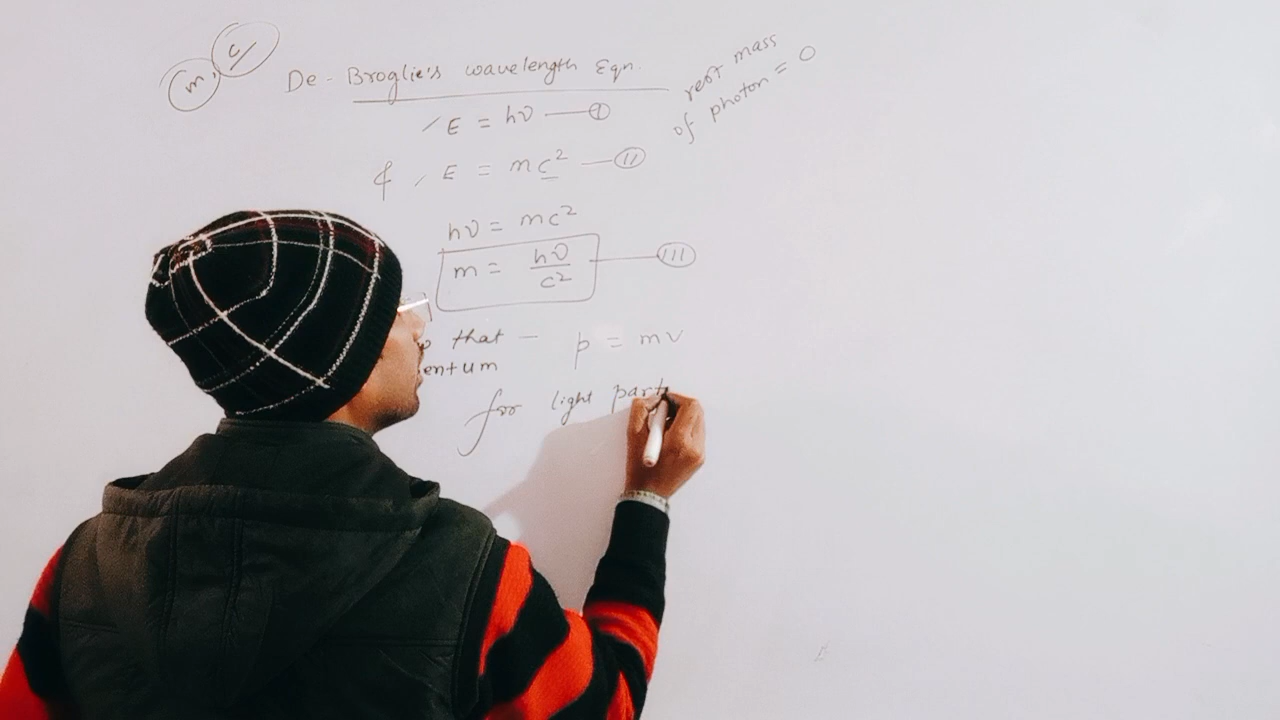 m, c
De-Broglie's wavelength Eqn.
rest mass
of photon = 0
E = hν — I
& E = mc² — II
hν = mc²
m = hν/c² — III
that — p = mv
entum
for light part